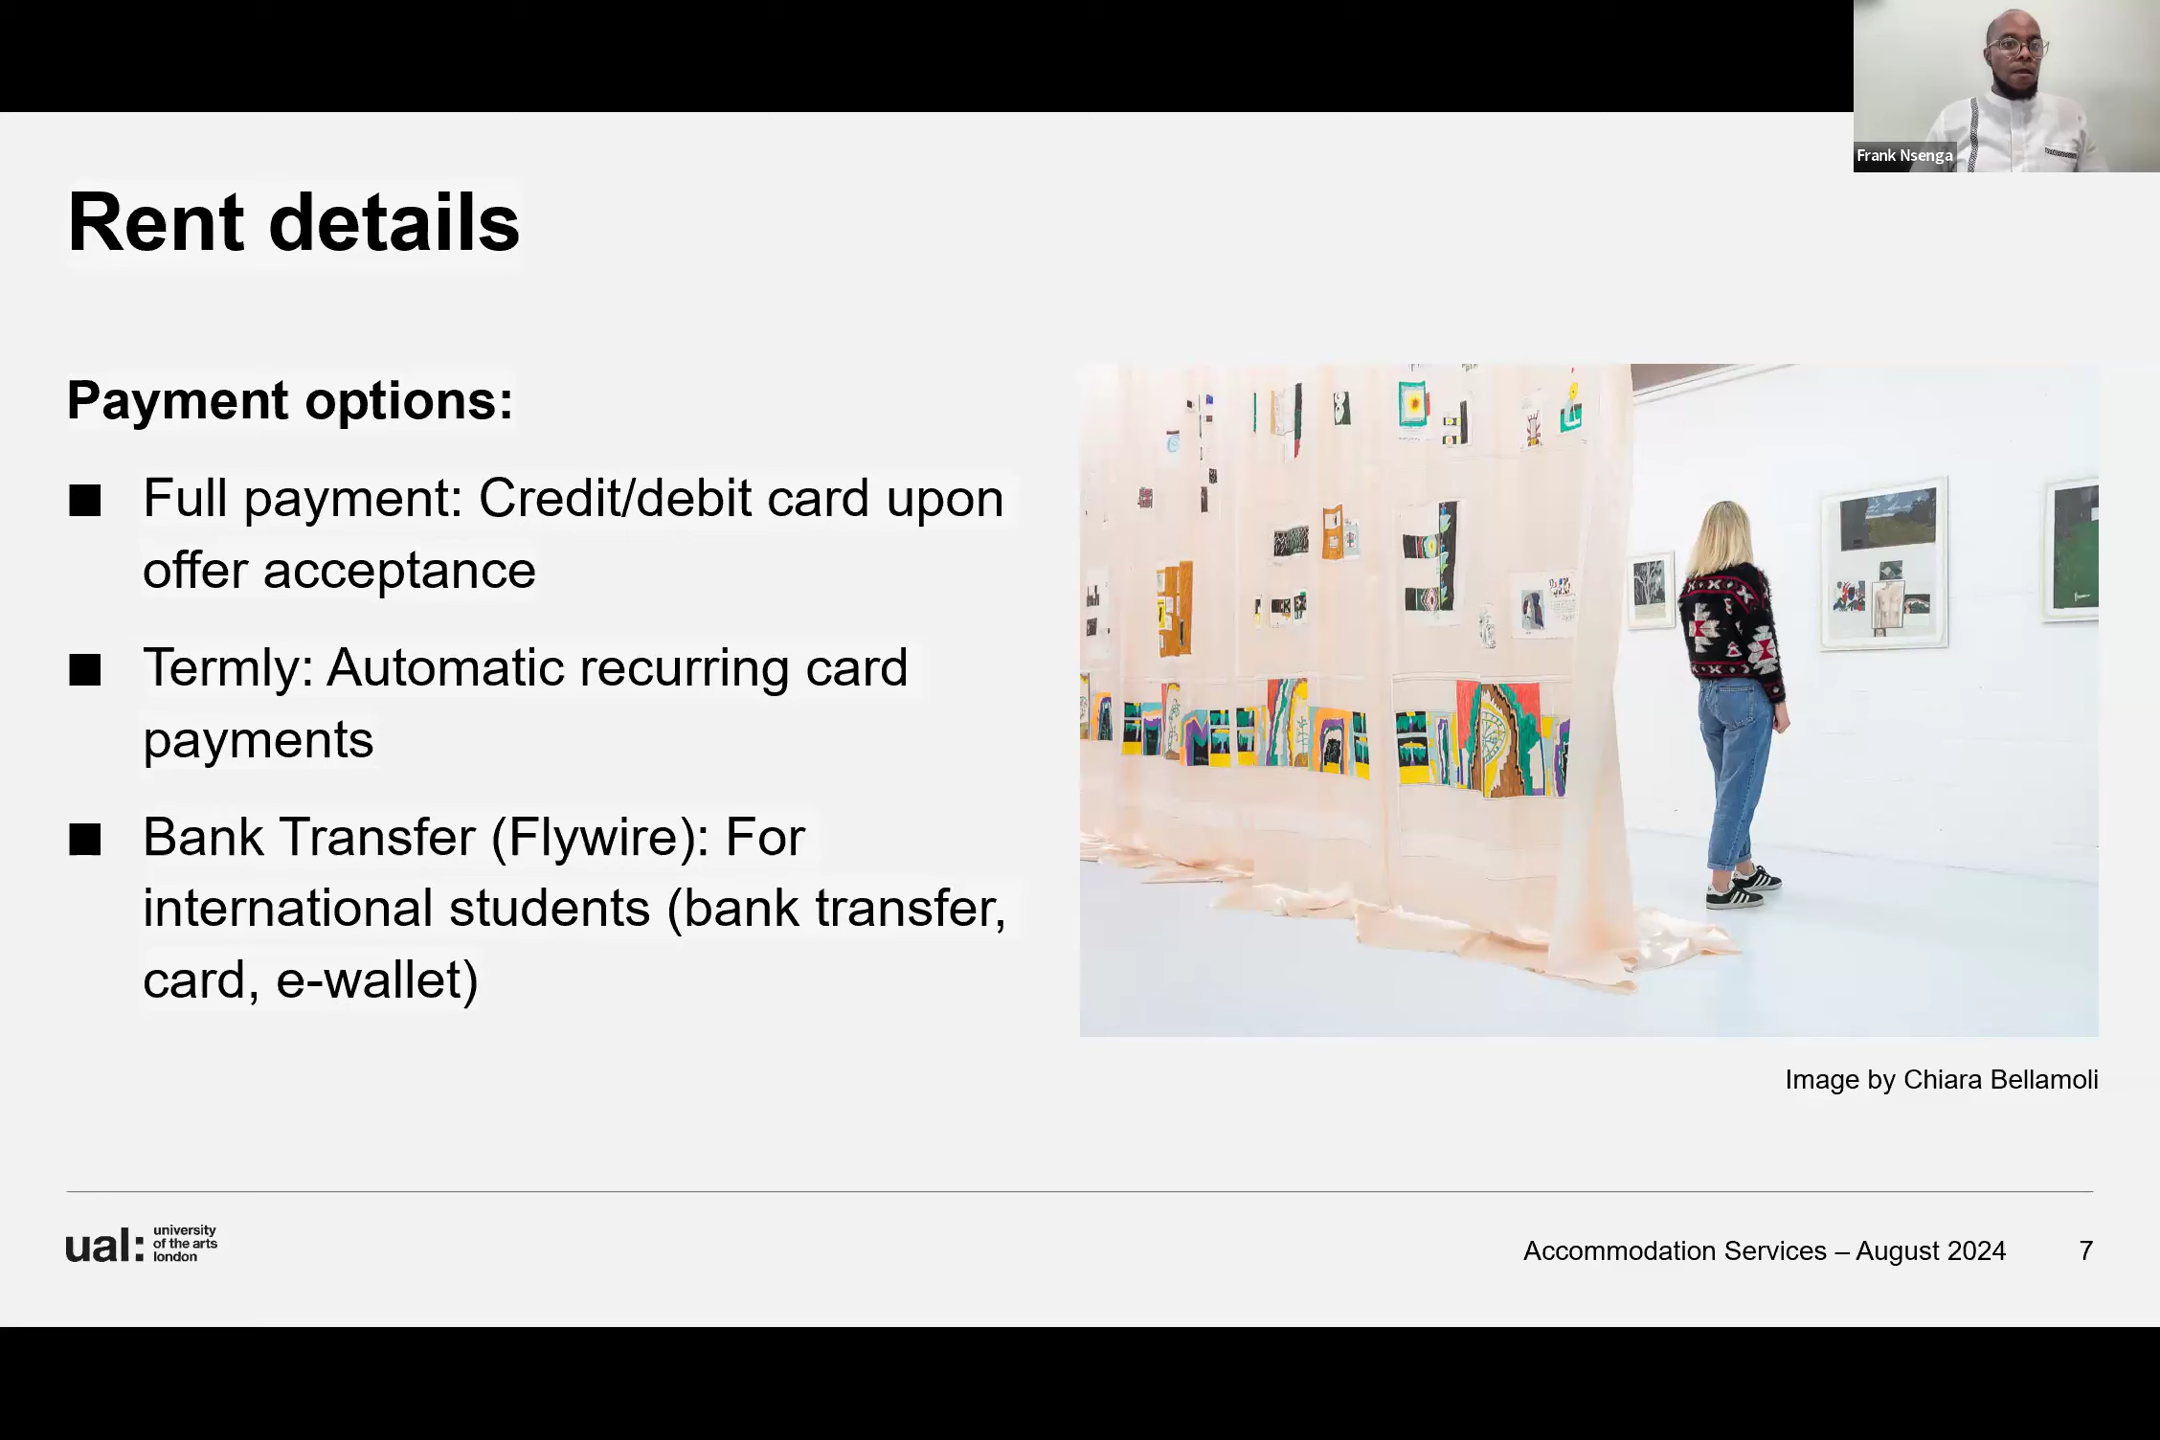 Frank Nsenga
Rent details
Payment options:
■ Full payment: Credit/debit card upon
offer acceptance
■ Termly: Automatic recurring card
payments
■ Bank Transfer (Flywire): For
international students (bank transfer,
card, e-wallet)
Image by Chiara Bellamoli
ual: university
of the arts
london
Accommodation Services – August 2024 7